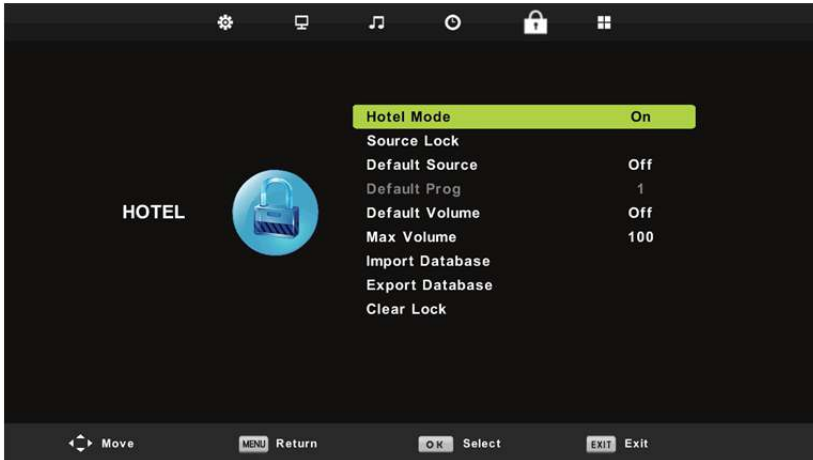 Hotel Mode On
Source Lock
Default Source Off
Default Prog 1
HOTEL
Default Volume Off
Max Volume 100
Import Database
Export Database
Clear Lock
Move MENU Return OK Select EXIT Exit